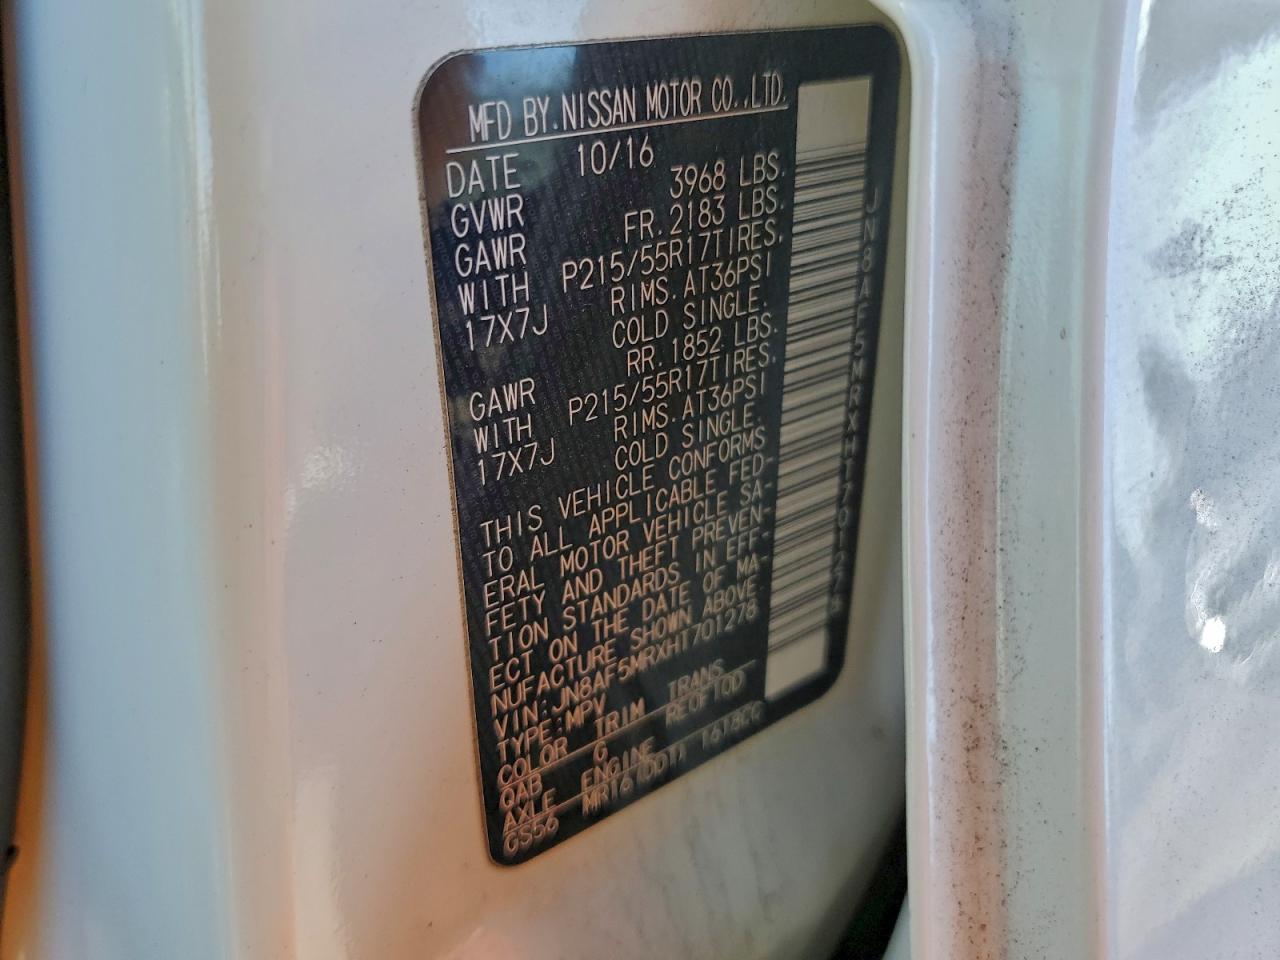 MFD BY.NISSAN MOTOR CO.,LTD.
DATE 10/16
GVWR 3968 LBS.
GAWR FR. 2183 LBS.
WITH P215/55R17TIRES.
17X7J RIMS. AT36PSI
COLD SINGLE.
GAWR RR. 1852 LBS.
WITH P215/55R17TIRES.
17X7J RIMS. AT36PSI
COLD SINGLE.
THIS VEHICLE CONFORMS
TO ALL APPLICABLE FED-
ERAL MOTOR VEHICLE SA-
FETY AND THEFT PREVEN-
TION STANDARDS IN EFF-
ECT ON THE DATE OF MA-
NUFACTURE SHOWN ABOVE
VIN:JN8AF5MRXHT701278
TYPE:MPV
COLOR TRIM TRANS
QAB G RE0F10D
AXLE ENGINE
GS56 MR16(DDT) 1618CC
JN8AF5MRXHT701278